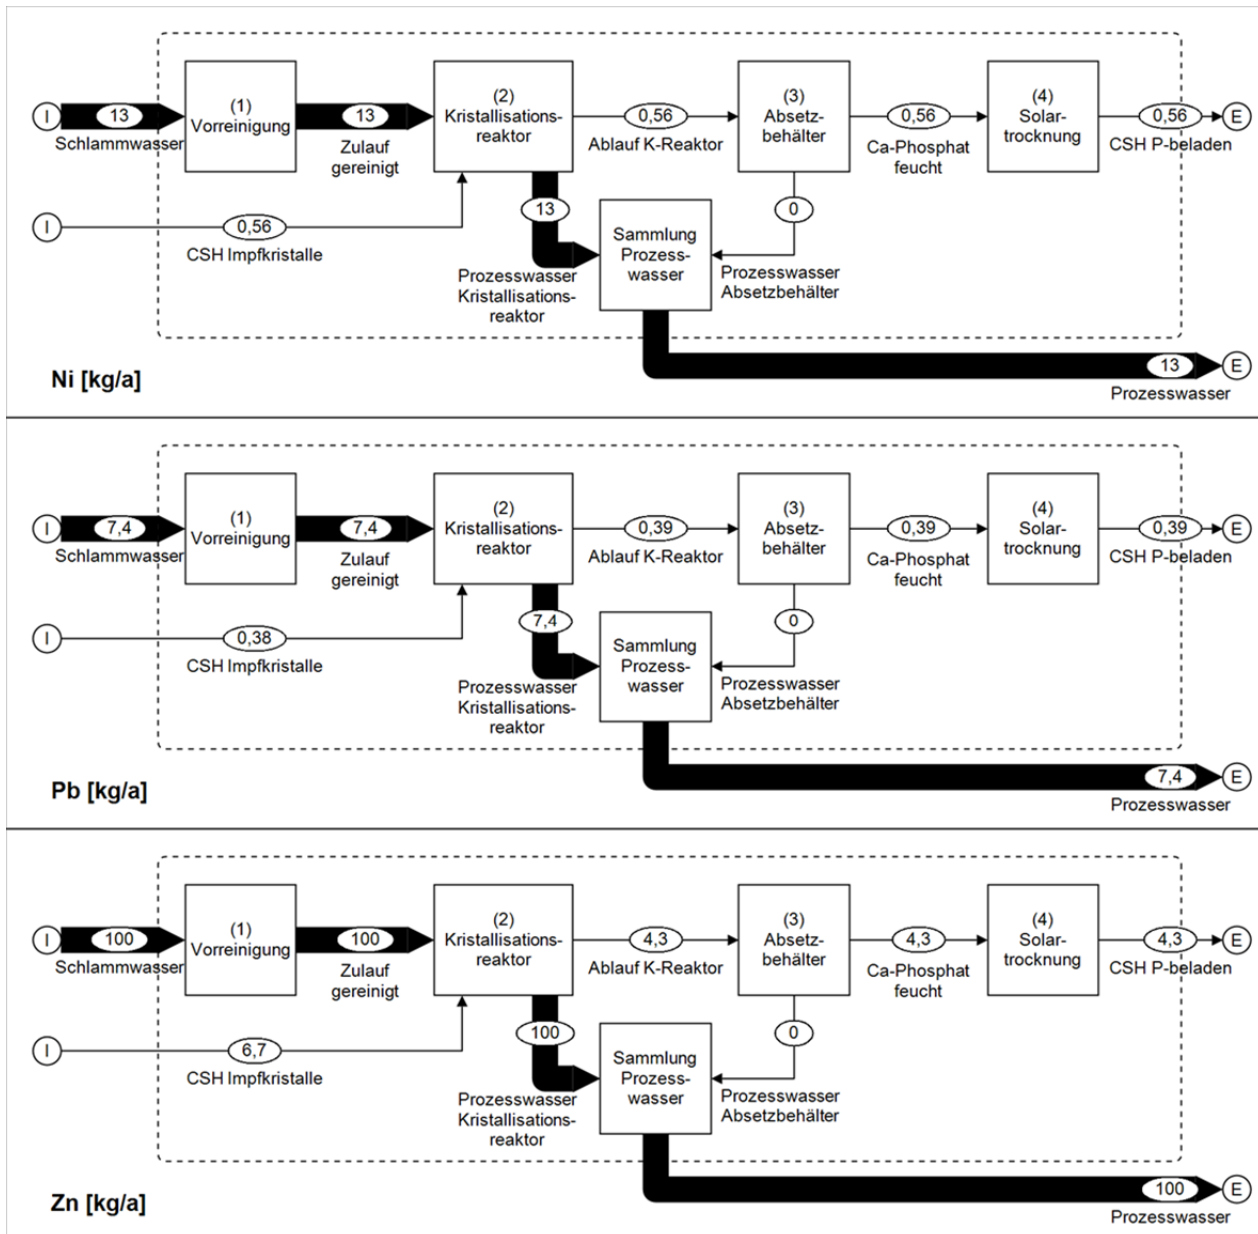 I
13
Schlammwasser
(1)
Vorreinigung
13
Zulauf
gereinigt
(2)
Kristallisations-
reaktor
0,56
Ablauf K-Reaktor
(3)
Absetz-
behälter
0,56
Ca-Phosphat
feucht
(4)
Solar-
trocknung
0,56
CSH P-beladen
E
I
0,56
CSH Impfkristalle
13
Prozesswasser
Kristallisations-
reaktor
Sammlung
Prozess-
wasser
0
Prozesswasser
Absetzbehälter
13
E
Prozesswasser
Ni [kg/a]
I
7,4
Schlammwasser
(1)
Vorreinigung
7,4
Zulauf
gereinigt
(2)
Kristallisations-
reaktor
0,39
Ablauf K-Reaktor
(3)
Absetz-
behälter
0,39
Ca-Phosphat
feucht
(4)
Solar-
trocknung
0,39
CSH P-beladen
E
I
0,38
CSH Impfkristalle
7,4
Prozesswasser
Kristallisations-
reaktor
Sammlung
Prozess-
wasser
0
Prozesswasser
Absetzbehälter
7,4
E
Prozesswasser
Pb [kg/a]
I
100
Schlammwasser
(1)
Vorreinigung
100
Zulauf
gereinigt
(2)
Kristallisations-
reaktor
4,3
Ablauf K-Reaktor
(3)
Absetz-
behälter
4,3
Ca-Phosphat
feucht
(4)
Solar-
trocknung
4,3
CSH P-beladen
E
I
6,7
CSH Impfkristalle
100
Prozesswasser
Kristallisations-
reaktor
Sammlung
Prozess-
wasser
0
Prozesswasser
Absetzbehälter
100
E
Prozesswasser
Zn [kg/a]